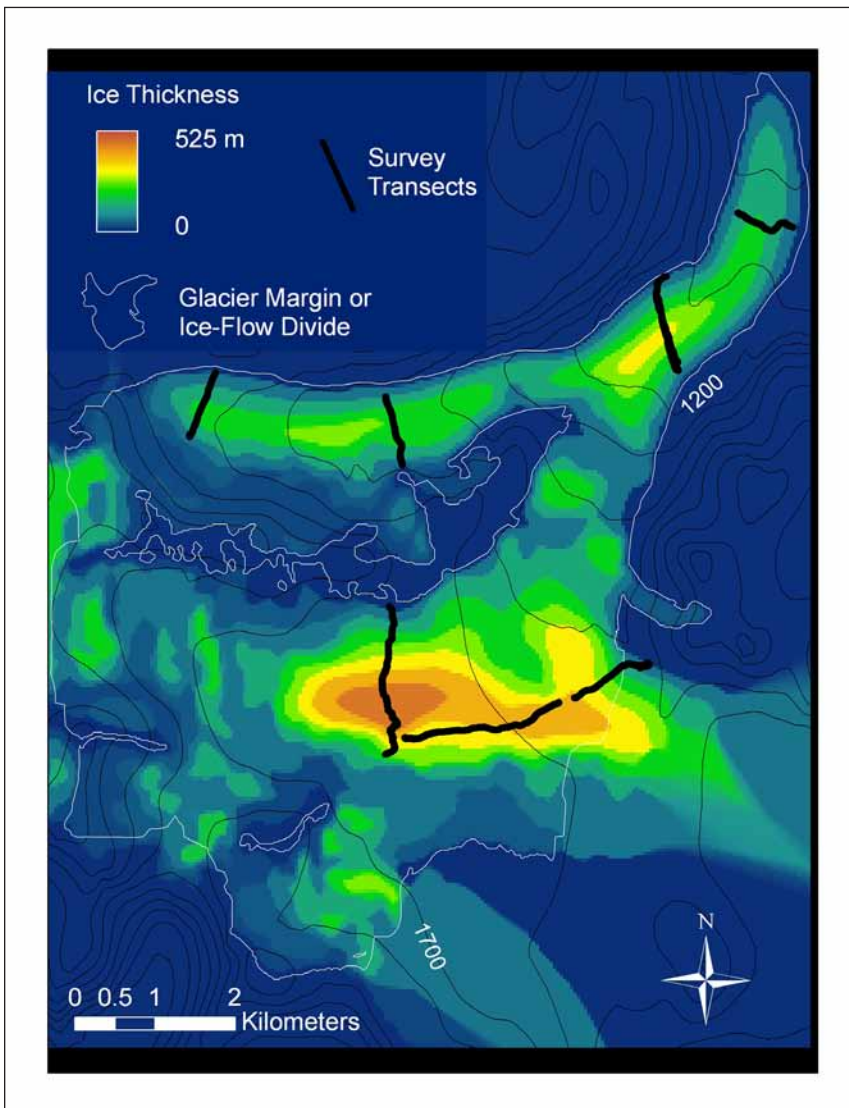 Ice Thickness
525 m
0
Survey
Transects
Glacier Margin or
Ice-Flow Divide
1200
1700
N
0 0.5 1 2
Kilometers